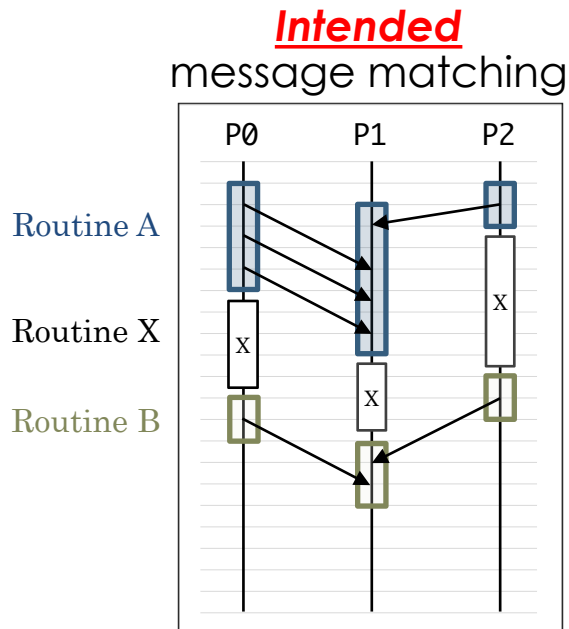 Intended
message matching
P0 P1 P2
Routine A
Routine X
X X X
Routine B